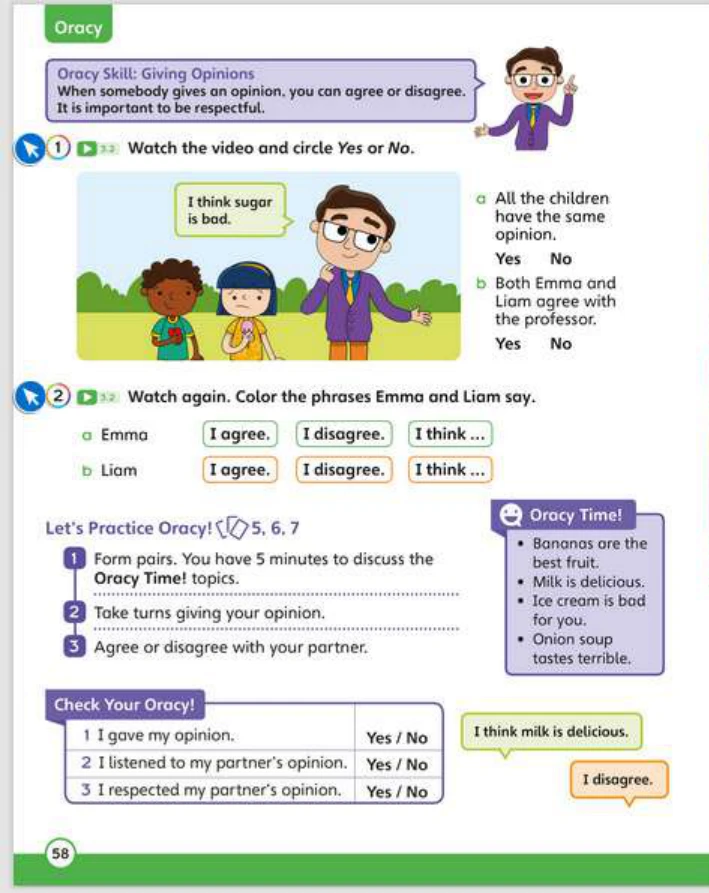 Oracy
Oracy Skill: Giving Opinions
When somebody gives an opinion, you can agree or disagree.
It is important to be respectful.
1 3.2 Watch the video and circle Yes or No.
I think sugar
is bad.
a All the children
have the same
opinion.
Yes No
b Both Emma and
Liam agree with
the professor.
Yes No
2 3.2 Watch again. Color the phrases Emma and Liam say.
a Emma I agree. I disagree. I think ...
b Liam I agree. I disagree. I think ...
Let's Practice Oracy! 5, 6, 7
1 Form pairs. You have 5 minutes to discuss the
Oracy Time! topics.
2 Take turns giving your opinion.
3 Agree or disagree with your partner.
Oracy Time!
• Bananas are the
best fruit.
• Milk is delicious.
• Ice cream is bad
for you.
• Onion soup
tastes terrible.
Check Your Oracy!
1 I gave my opinion. Yes / No
2 I listened to my partner's opinion. Yes / No
3 I respected my partner's opinion. Yes / No
I think milk is delicious.
I disagree.
58